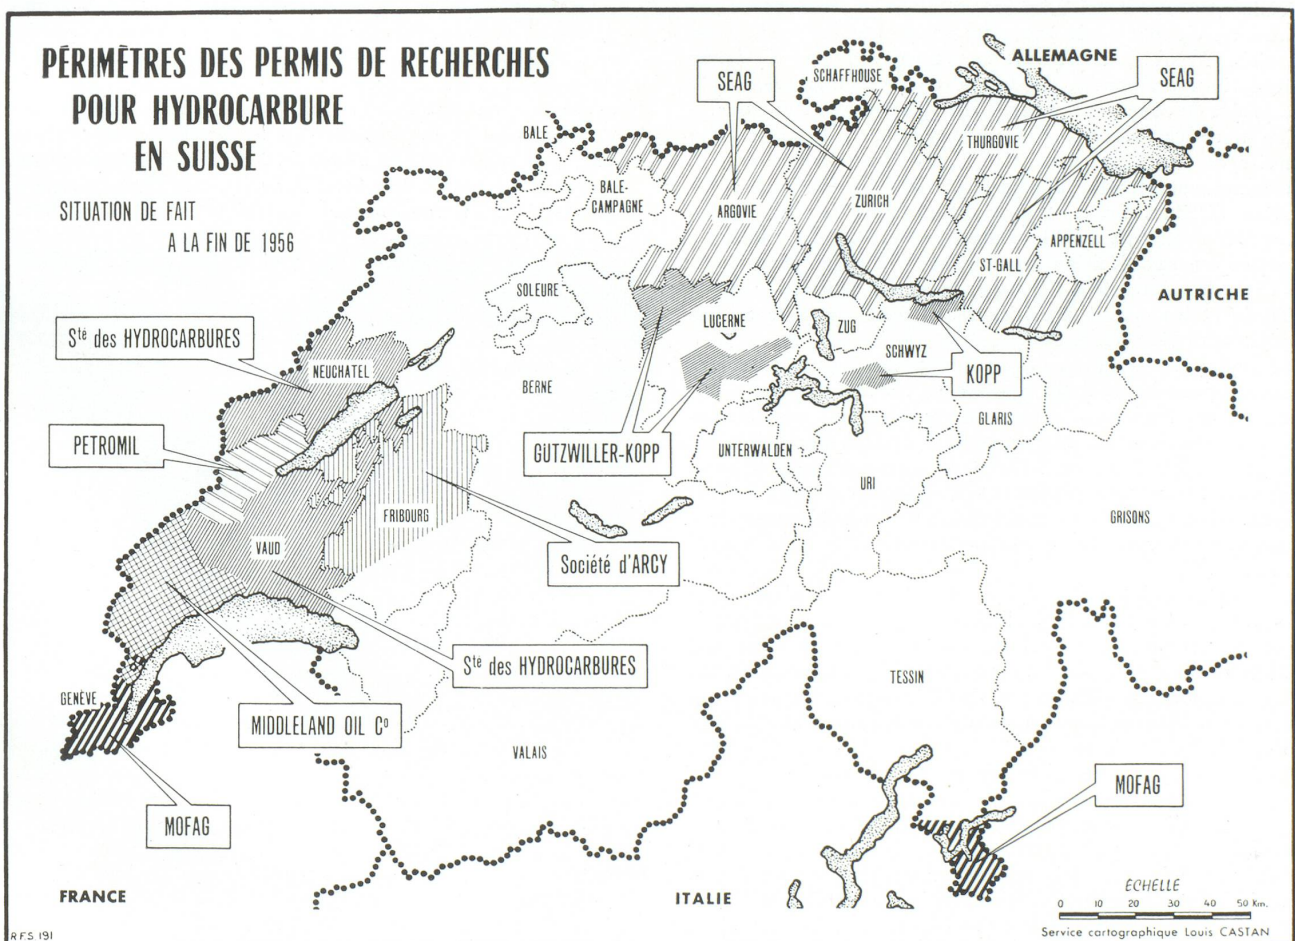 PÉRIMÈTRES DES PERMIS DE RECHERCHES
POUR HYDROCARBURE
EN SUISSE
SITUATION DE FAIT
A LA FIN DE 1956
ALLEMAGNE
SCHAFFHOUSE
SEAG
SEAG
BALE
THURGOVIE
BALE-
CAMPAGNE
ARGOVIE
ZURICH
APPENZELL
ST-GALL
SOLEURE
AUTRICHE
Sté des HYDROCARBURES
LUCERNE
ZUG
SCHWYZ
NEUCHATEL
KOPP
BERNE
GLARIS
PETROMIL
GUTZWILLER-KOPP
UNTERWALDEN
URI
FRIBOURG
GRISONS
VAUD
Société d'ARCY
Sté des HYDROCARBURES
TESSIN
GENÈVE
MIDDLELAND OIL Co
VALAIS
MOFAG
MOFAG
FRANCE
ITALIE
ÉCHELLE
0 10 20 30 40 50 Km.
Service cartographique Louis CASTAN
R.F.S 191